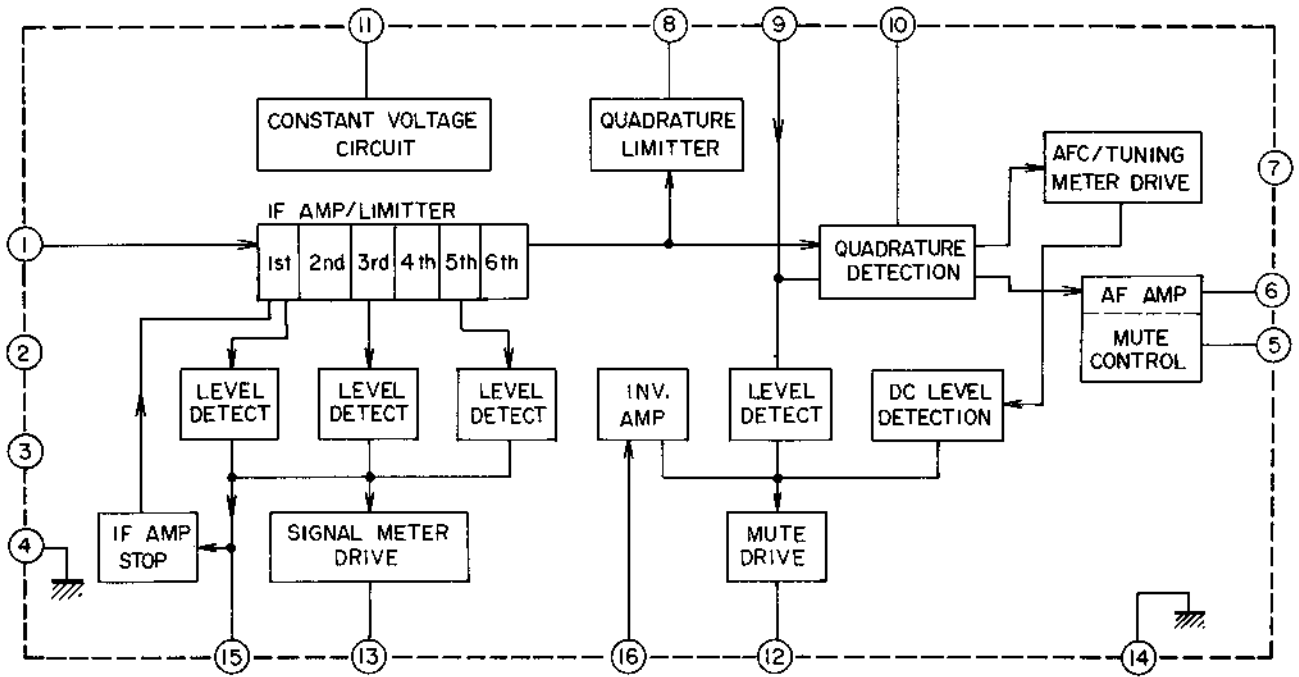 11
8
9
10
CONSTANT VOLTAGE
CIRCUIT
QUADRATURE
LIMITTER
AFC/TUNING
METER DRIVE
7
IF AMP/LIMITTER
1
1st 2nd 3rd 4th 5th 6th
QUADRATURE
DETECTION
AF AMP
6
MUTE
CONTROL
5
2
LEVEL
DETECT
LEVEL
DETECT
LEVEL
DETECT
INV.
AMP
LEVEL
DETECT
DC LEVEL
DETECTION
3
4
IF AMP
STOP
SIGNAL METER
DRIVE
MUTE
DRIVE
15
13
16
12
14